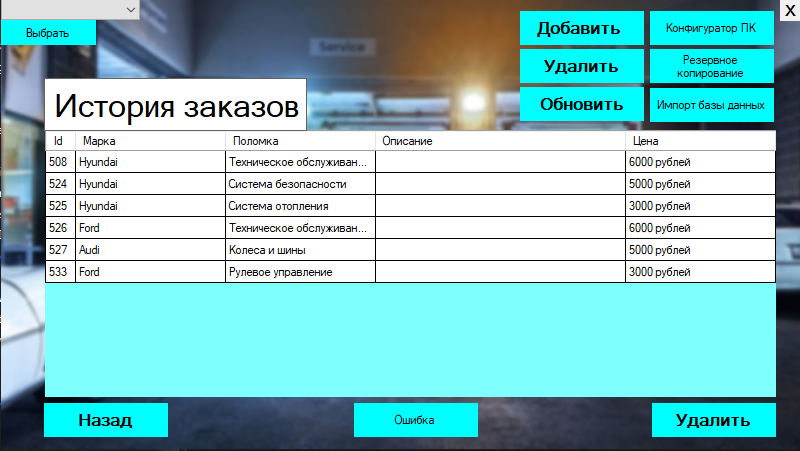 X
Выбрать
Service
Добавить
Конфигуратор ПК
Удалить
Резервное
копирование
Обновить
Импорт базы данных
История заказов
Id Марка Поломка Описание Цена
508 Hyundai Техническое обслуживан... 6000 рублей
524 Hyundai Система безопасности 5000 рублей
525 Hyundai Система отопления 3000 рублей
526 Ford Техническое обслуживан... 6000 рублей
527 Audi Колеса и шины 5000 рублей
533 Ford Рулевое управление 3000 рублей
Назад
Ошибка
Удалить